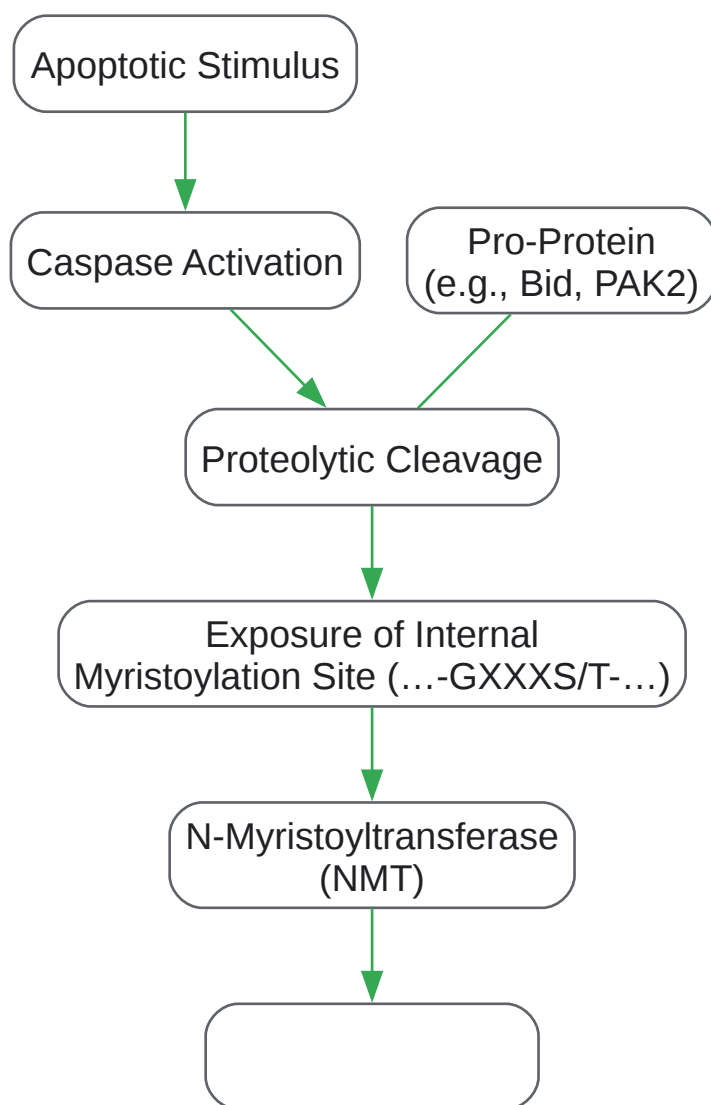 Apoptotic Stimulus
Caspase Activation
Pro-Protein
(e.g., Bid, PAK2)
Proteolytic Cleavage
Exposure of Internal
Myristoylation Site (…-GXXXS/T-…)
N-Myristoyltransferase
(NMT)